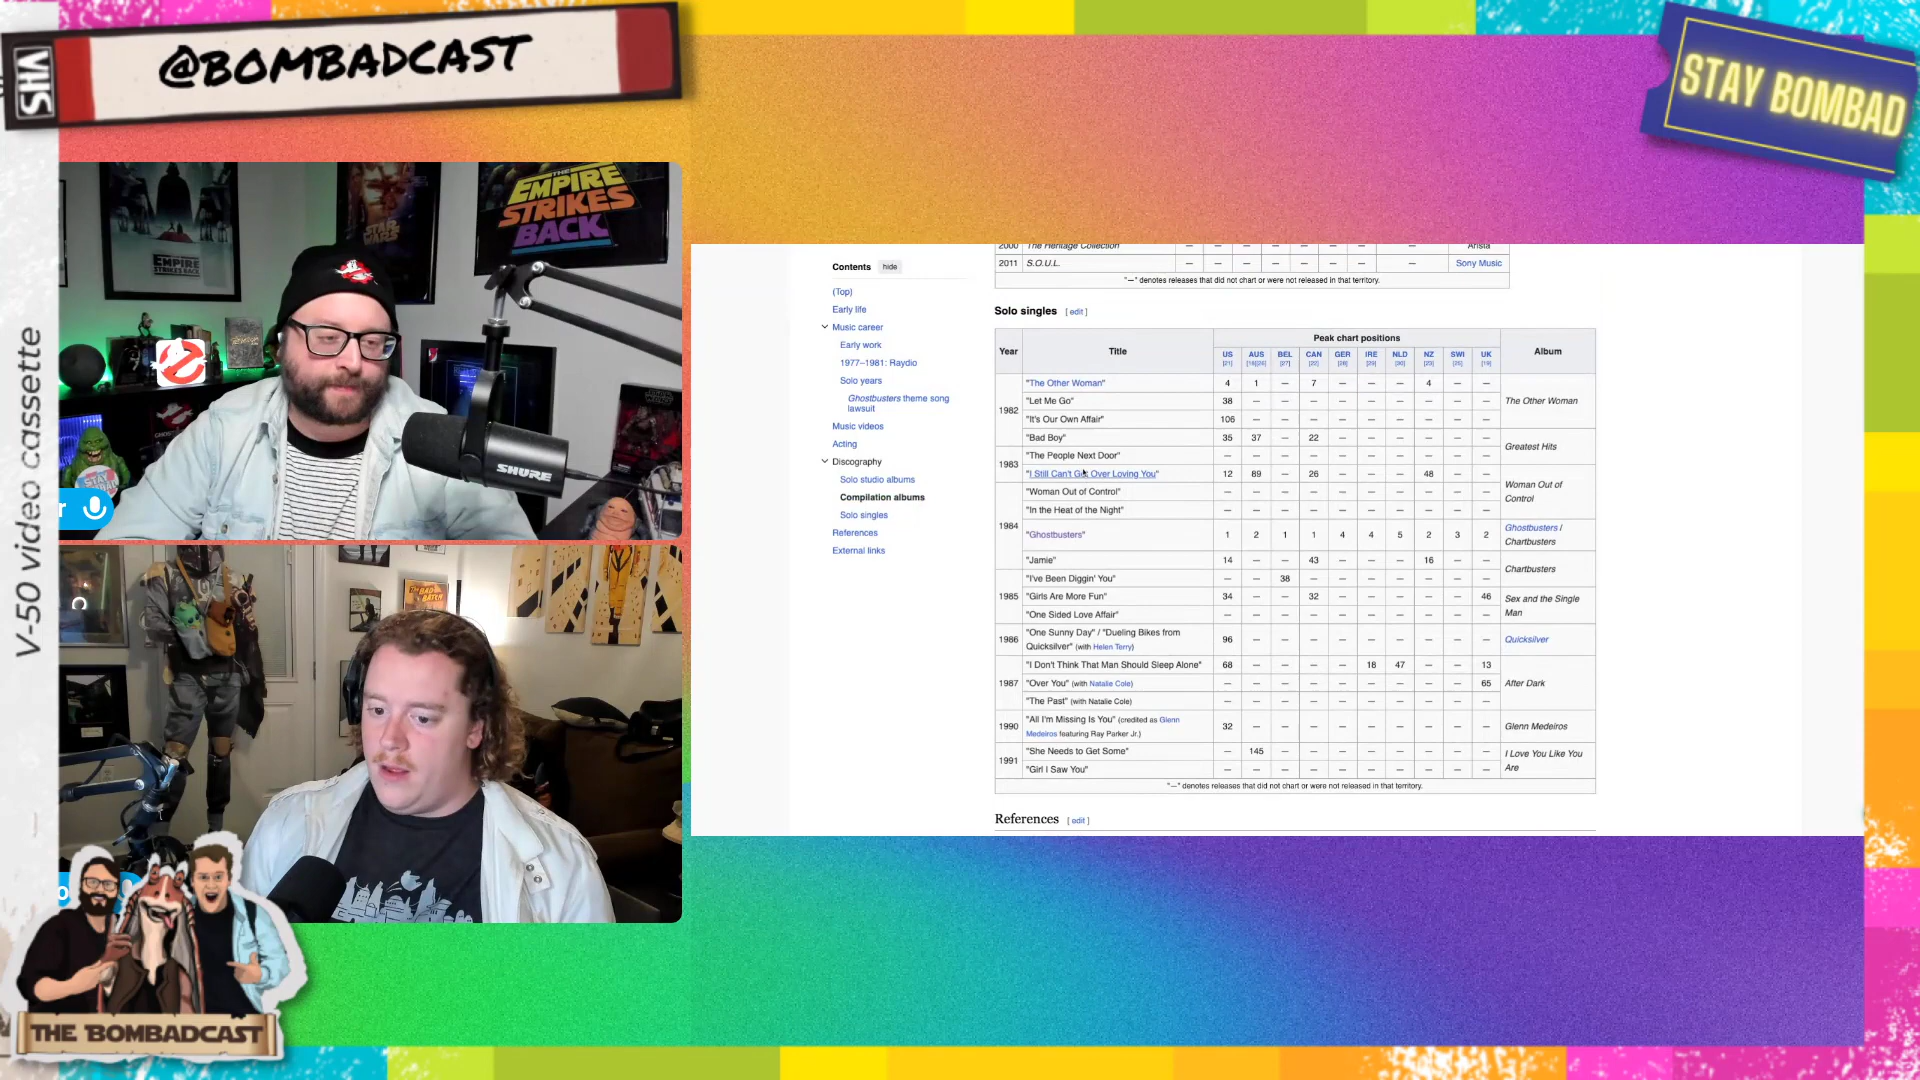 VHS
@BOMBADCAST
STAY BOMBAD
V-50 video cassette
EMPIRE
STRIKES
BACK
THE
EMPIRE
STRIKES
BACK
STAR
WARS
SHURE
r
THE BOMBADCAST
Contents hide
(Top)
Early life
Music career
Early work
1977–1981: Raydio
Solo years
Ghostbusters theme song
lawsuit
Music videos
Acting
Discography
Solo studio albums
Compilation albums
Solo singles
References
External links
2000 The Heritage Collection — — — — — — — — Arista
2011 S.O.U.L. — — — — — — — — Sony Music
"—" denotes releases that did not chart or were not released in that territory.
Solo singles [ edit ]
Year Title Peak chart positions Album
US AUS BEL CAN GER IRE NLD NZ SWI UK
1982 "The Other Woman" 4 1 — 7 — — — 4 — — The Other Woman
"Let Me Go" 38 — — — — — — — — —
"It's Our Own Affair" 106 — — — — — — — — —
"Bad Boy" 35 37 — 22 — — — — — — Greatest Hits
1983 "The People Next Door" — — — — — — — — — —
"I Still Can't Get Over Loving You" 12 89 — 26 — — — 48 — — Woman Out of Control
1984 "Woman Out of Control" — — — — — — — — — —
"In the Heat of the Night" — — — — — — — — — —
"Ghostbusters" 1 2 1 1 4 4 5 2 3 2 Ghostbusters / Chartbusters
"Jamie" 14 — — 43 — — — 16 — — Chartbusters
1985 "I've Been Diggin' You" — — 38 — — — — — — —
"Girls Are More Fun" 34 — — 32 — — — — — 46 Sex and the Single Man
"One Sided Love Affair" — — — — — — — — — —
1986 "One Sunny Day" / "Dueling Bikes from Quicksilver" (with Helen Terry) 96 — — — — — — — — — Quicksilver
1987 "I Don't Think That Man Should Sleep Alone" 68 — — — — 18 47 — — 13 After Dark
"Over You" (with Natalie Cole) — — — — — — — — — 65
"The Past" (with Natalie Cole) — — — — — — — — — —
1990 "All I'm Missing Is You" (credited as Glenn Medeiros featuring Ray Parker Jr.) 32 — — — — — — — — — Glenn Medeiros
1991 "She Needs to Get Some" — 145 — — — — — — — — I Love You Like You Are
"Girl I Saw You" — — — — — — — — — —
"—" denotes releases that did not chart or were not released in that territory.
References [ edit ]